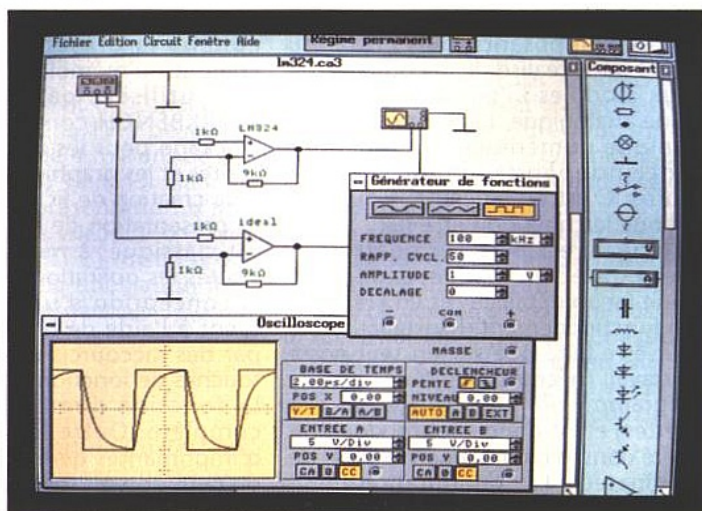 Fichier Edition Circuit Fenêtre Aide
Régime permanent
lm324.ca3
Composant
1kΩ
LM324
1kΩ
9kΩ
ideal
1kΩ
1kΩ
9kΩ
Générateur de fonctions
FREQUENCE 100 kHz
RAPP. CYCL. 50
AMPLITUDE 1 V
DECALAGE 0
- COM +
V
A
Oscilloscope
MASSE
BASE DE TEMPS
2,00µs/div
POS X 0,00
Y/T B/A A/B
DECLENCHEUR
PENTE
NIVEAU 0,00
AUTO A B EXT
ENTREE A
5 V/Div
POS Y 0,00
CA 0 CC
ENTREE B
5 V/Div
POS Y 0,00
CA 0 CC